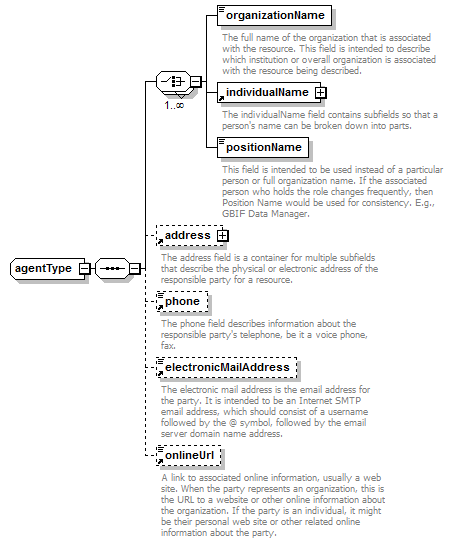 organizationName
The full name of the organization that is associated
with the resource. This field is intended to describe
which institution or overall organization is associated
with the resource being described.
1..∞
individualName
The individualName field contains subfields so that a
person's name can be broken down into parts.
positionName
This field is intended to be used instead of a particular
person or full organization name. If the associated
person who holds the role changes frequently, then
Position Name would be used for consistency. E.g.,
GBIF Data Manager.
address
The address field is a container for multiple subfields
that describe the physical or electronic address of the
responsible party for a resource.
agentType
phone
The phone field describes information about the
responsible party's telephone, be it a voice phone,
fax.
electronicMailAddress
The electronic mail address is the email address for
the party. It is intended to be an Internet SMTP
email address, which should consist of a username
followed by the @ symbol, followed by the email
server domain name address.
onlineUrl
A link to associated online information, usually a web
site. When the party represents an organization, this is
the URL to a website or other online information about
the organization. If the party is an individual, it might
be their personal web site or other related online
information about the party.